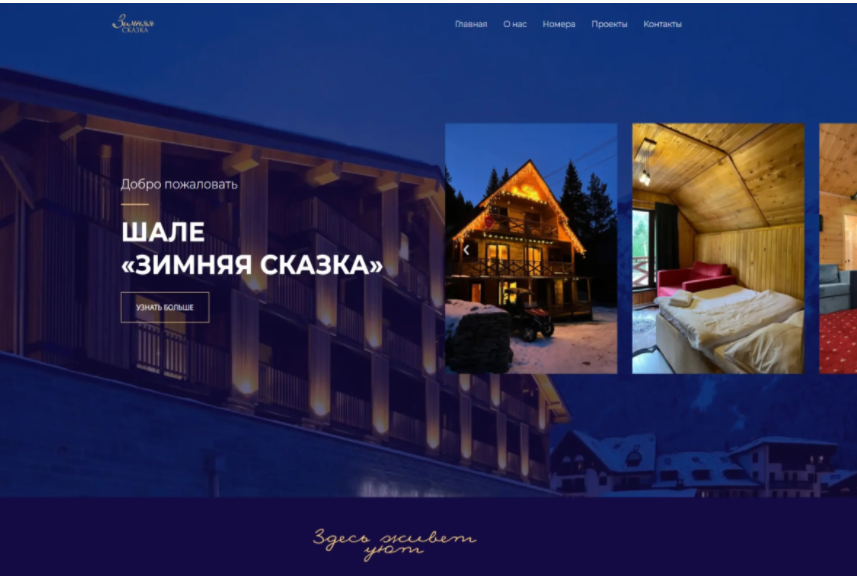 Зимняя
СКАЗКА
Главная О нас Номера Проекты Контакты
Добро пожаловать
ШАЛЕ
«ЗИМНЯЯ СКАЗКА»
УЗНАТЬ БОЛЬШЕ
Здесь живет
уют